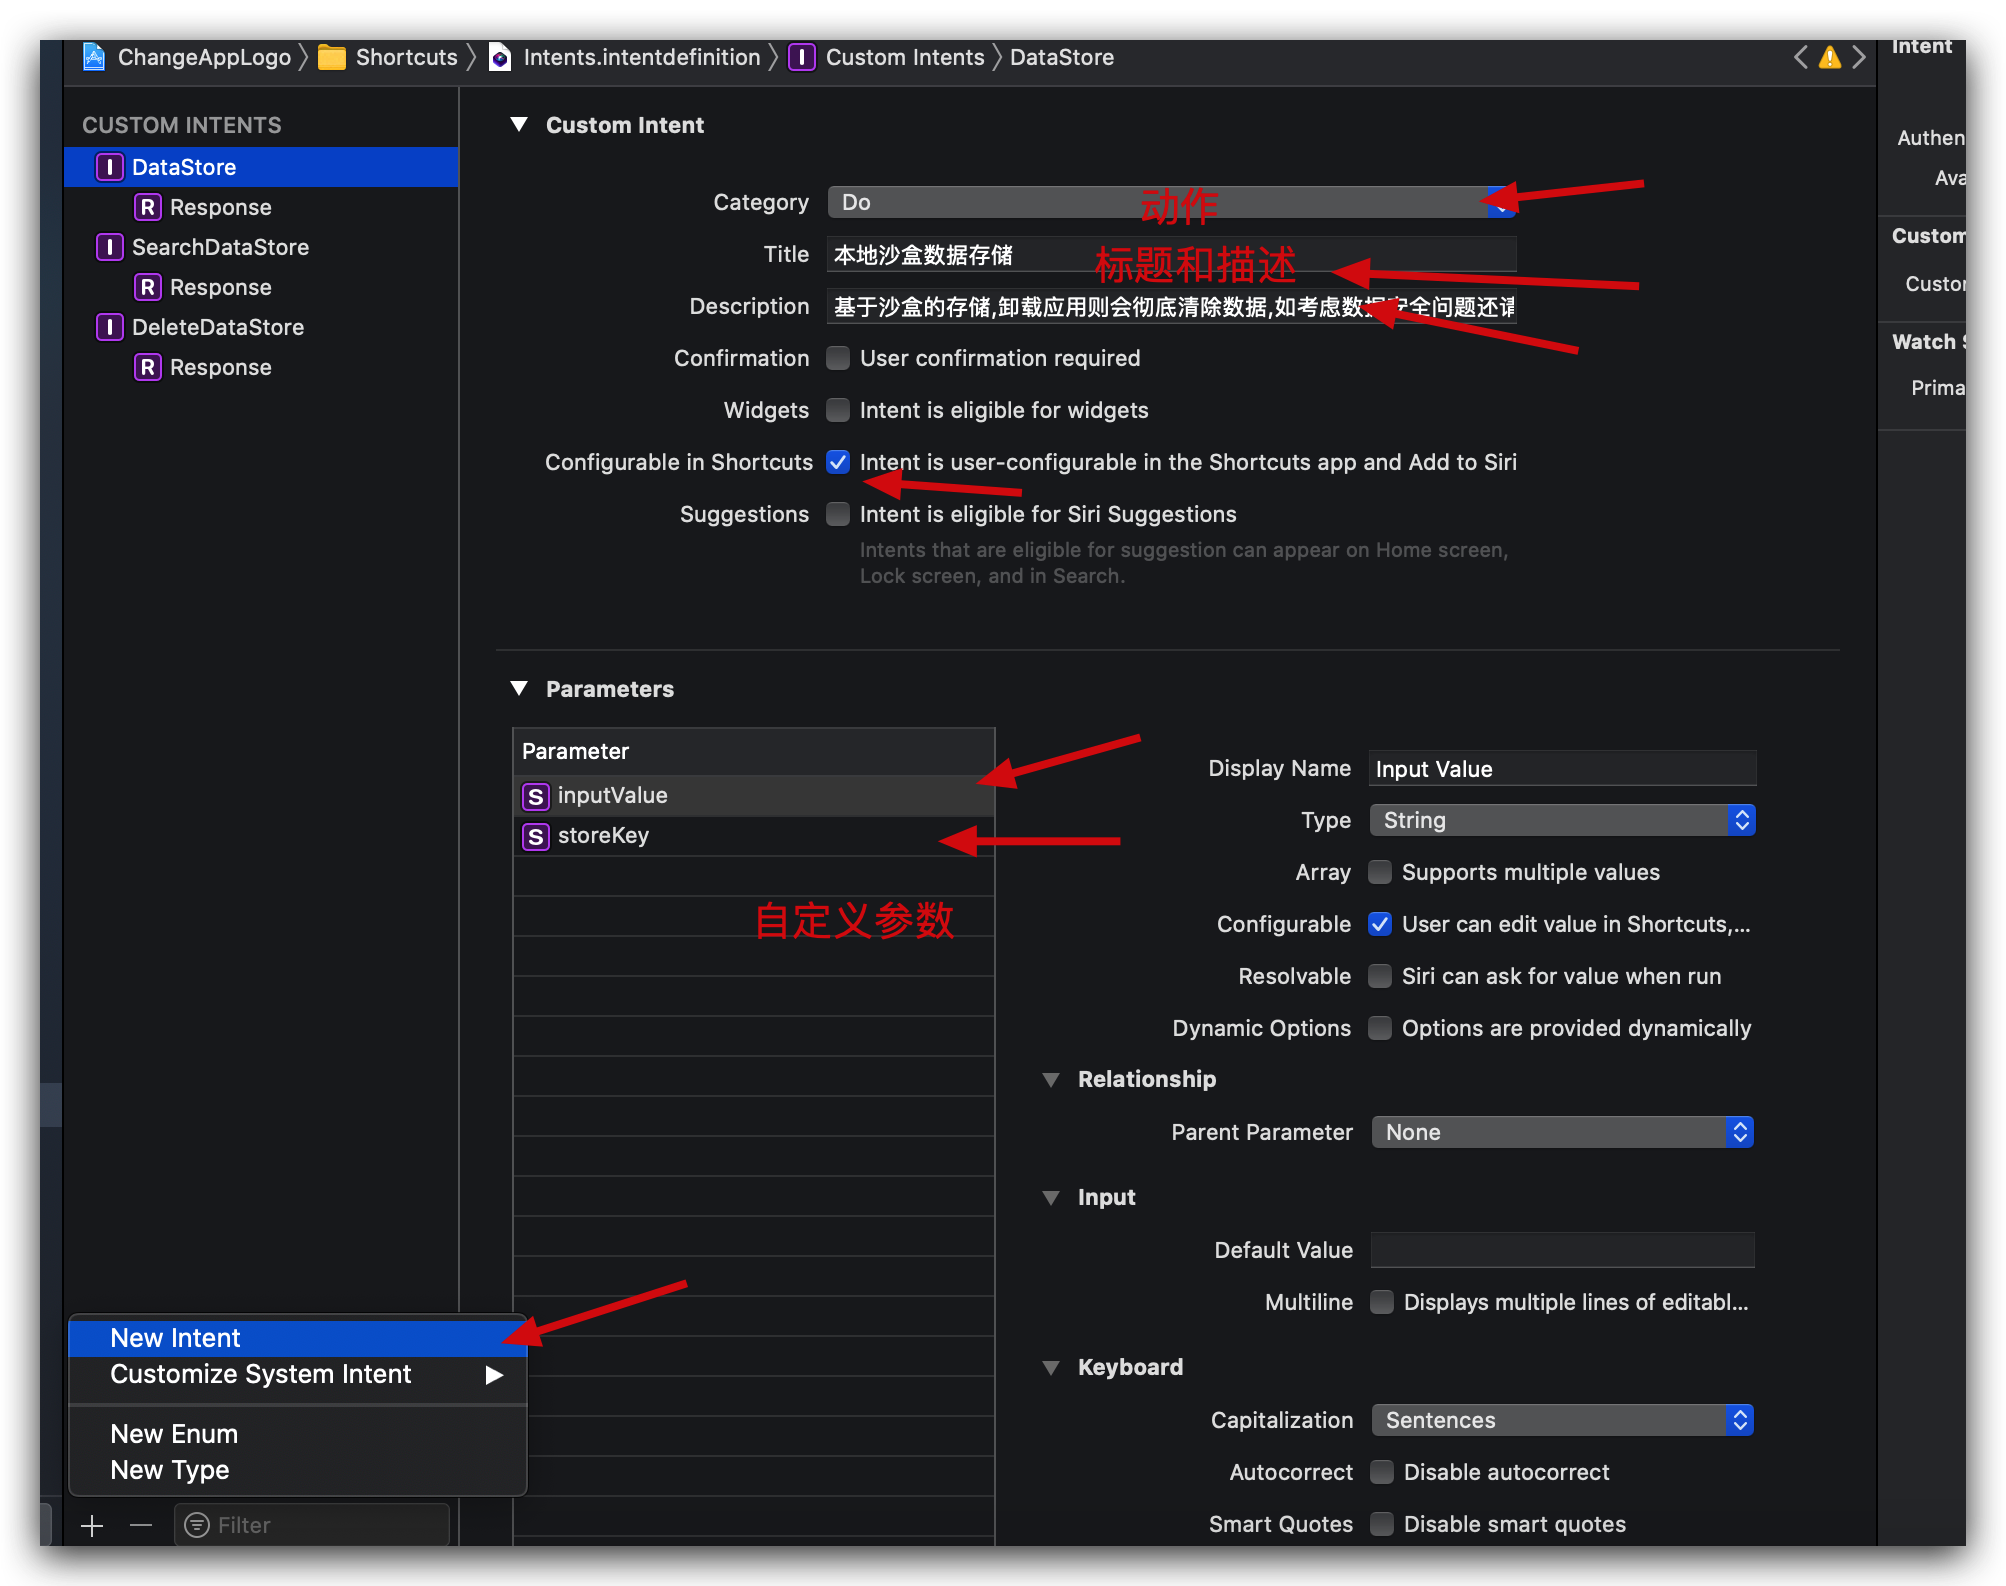 ChangeAppLogo 〉 Shortcuts 〉 Intents.intentdefinition 〉 I Custom Intents 〉 DataStore
Intent
CUSTOM INTENTS
I DataStore
R Response
I SearchDataStore
R Response
I DeleteDataStore
R Response
Custom Intent
Category Do
动作
Title 本地沙盒数据存储
标题和描述
Description 基于沙盒的存储,卸载应用则会彻底清除数据,如考虑数据安全问题还请
Confirmation User confirmation required
Widgets Intent is eligible for widgets
Configurable in Shortcuts Intent is user-configurable in the Shortcuts app and Add to Siri
Suggestions Intent is eligible for Siri Suggestions
Intents that are eligible for suggestion can appear on Home screen,
Lock screen, and in Search.
Authen
Ava
Custom
Custor
Watch S
Prima
Parameters
Parameter
S inputValue
S storeKey
自定义参数
Display Name Input Value
Type String
Array Supports multiple values
Configurable User can edit value in Shortcuts,...
Resolvable Siri can ask for value when run
Dynamic Options Options are provided dynamically
Relationship
Parent Parameter None
Input
Default Value
Multiline Displays multiple lines of editabl...
Keyboard
Capitalization Sentences
Autocorrect Disable autocorrect
Smart Quotes Disable smart quotes
New Intent
Customize System Intent
New Enum
New Type
Filter